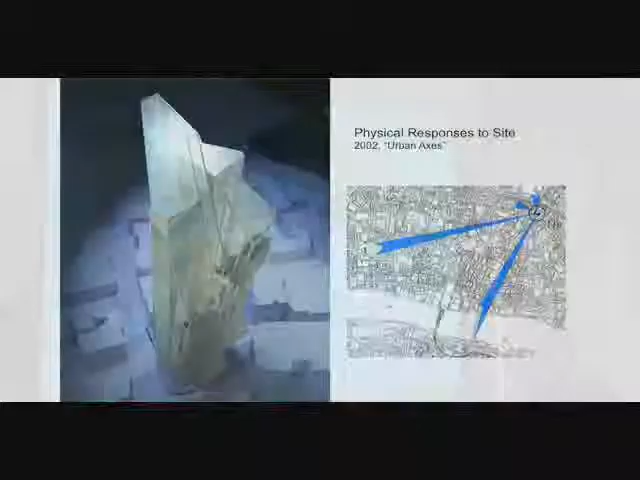 Physical Responses to Site
2002, "Urban Axes"